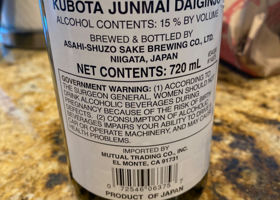 KUBOTA JUNMAI DAIGINJO
ALCOHOL CONTENTS: 15 % BY VOLUME
BREWED & BOTTLED BY
ASAHI-SHUZO SAKE BREWING CO., LTD.
NIIGATA, JAPAN
NET CONTENTS: 720 mL
GOVERNMENT WARNING: (1) ACCORDING TO
THE SURGEON GENERAL, WOMEN SHOULD NOT
DRINK ALCOHOLIC BEVERAGES DURING
PREGNANCY BECAUSE OF THE RISK OF BIRTH
DEFECTS. (2) CONSUMPTION OF ALCOHOLIC
BEVERAGES IMPAIRS YOUR ABILITY TO DRIVE A
CAR OR OPERATE MACHINERY, AND MAY CAUSE
HEALTH PROBLEMS.
IMPORTED BY
MUTUAL TRADING CO., INC.
EL MONTE, CA 91731
PRODUCT OF JAPAN